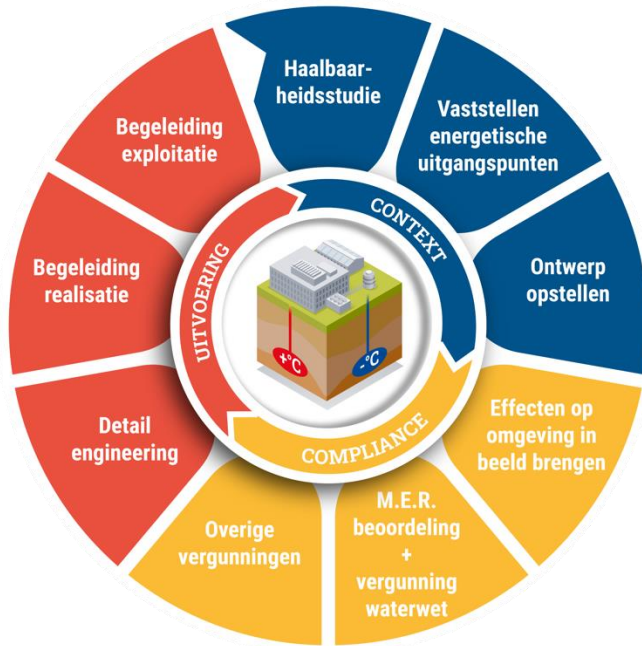 Haalbaar-
heidsstudie
Vaststellen
energetische
uitgangspunten
Ontwerp
opstellen
Effecten op
omgeving in
beeld brengen
M.E.R.
beoordeling
+
vergunning
waterwet
Overige
vergunningen
Detail
engineering
Begeleiding
realisatie
Begeleiding
exploitatie
CONTEXT
COMPLIANCE
UITVOERING
+°C
-°C